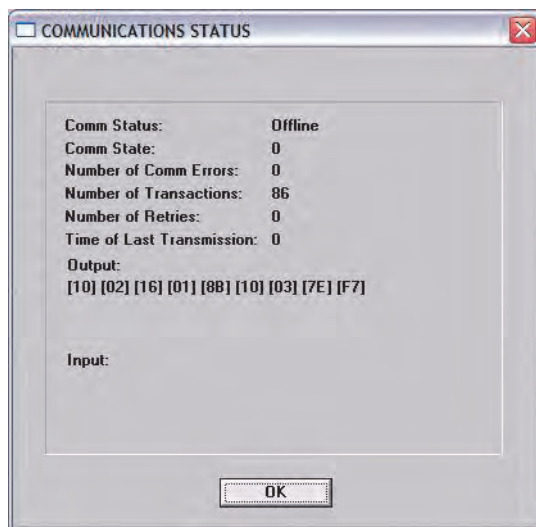 COMMUNICATIONS STATUS
Comm Status: Offline
Comm State: 0
Number of Comm Errors: 0
Number of Transactions: 86
Number of Retries: 0
Time of Last Transmission: 0
Output:
[10] [02] [16] [01] [8B] [10] [03] [7E] [F7]
Input:
OK